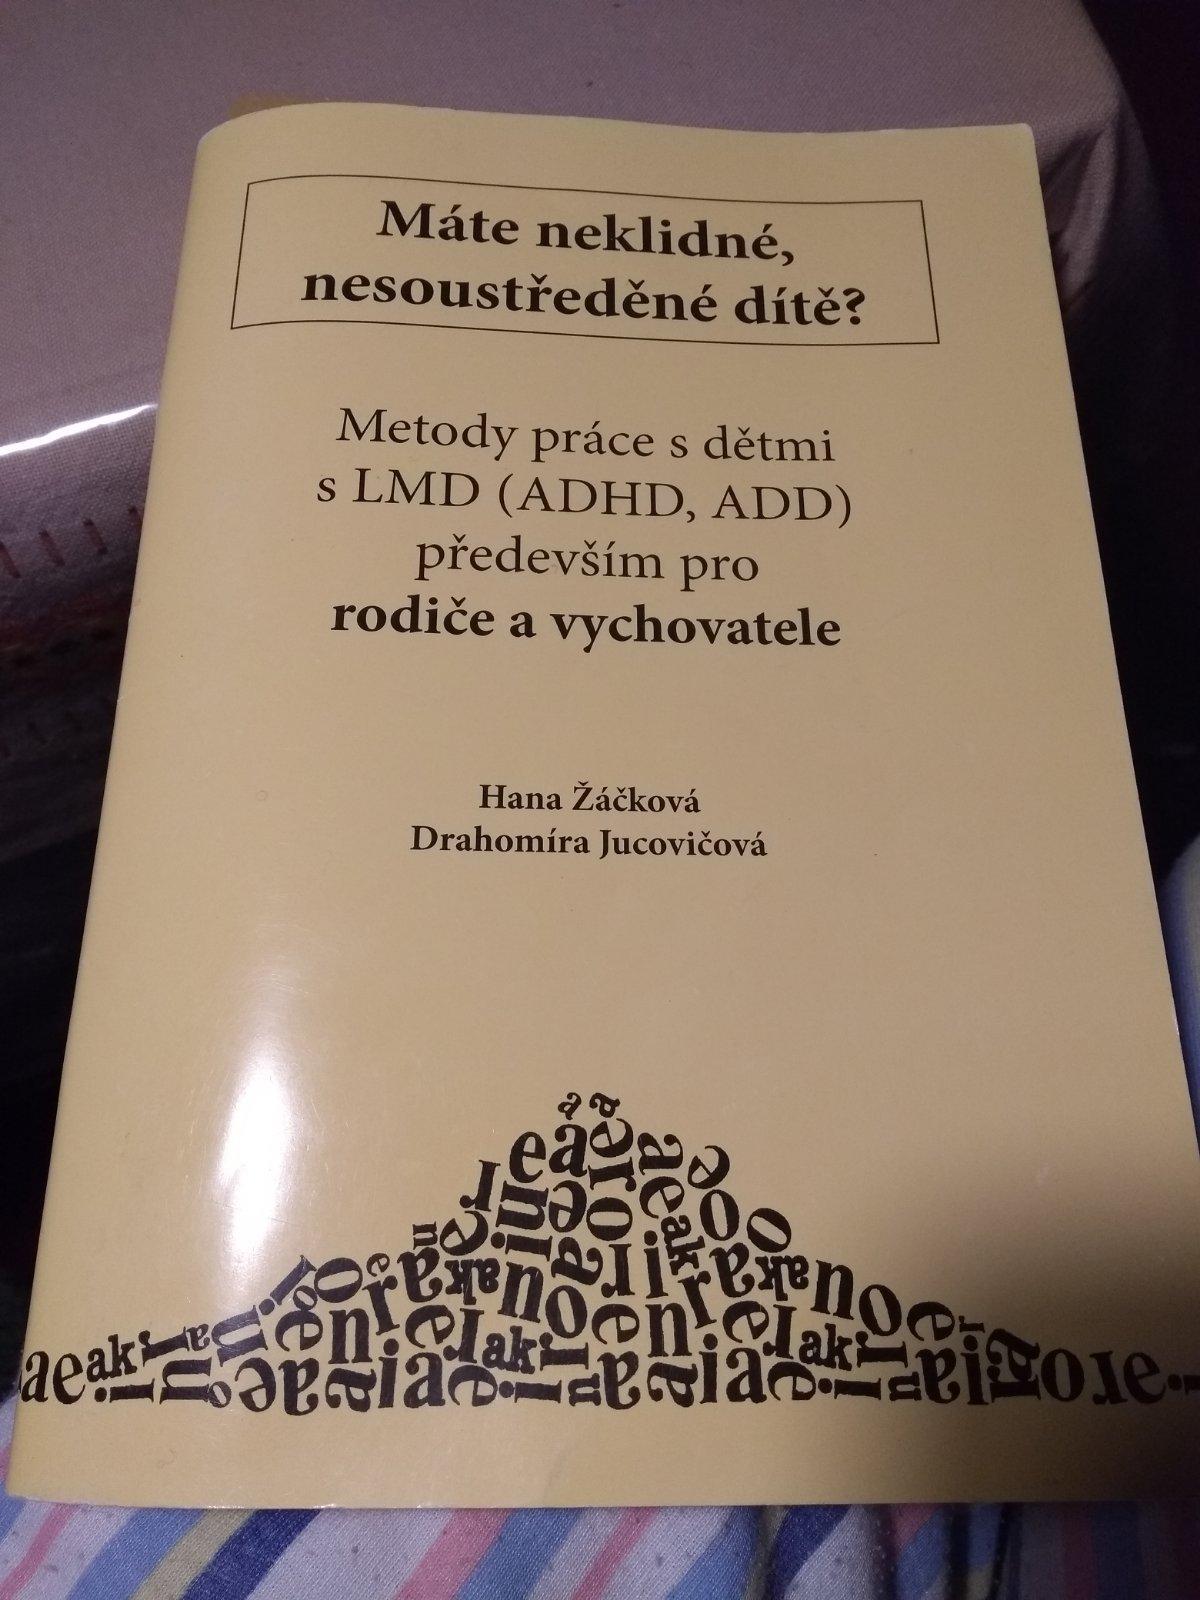 Máte neklidné,
nesoustředěné dítě?
Metody práce s dětmi
s LMD (ADHD, ADD)
především pro
rodiče a vychovatele
Hana Žáčková
Drahomíra Jucovičová